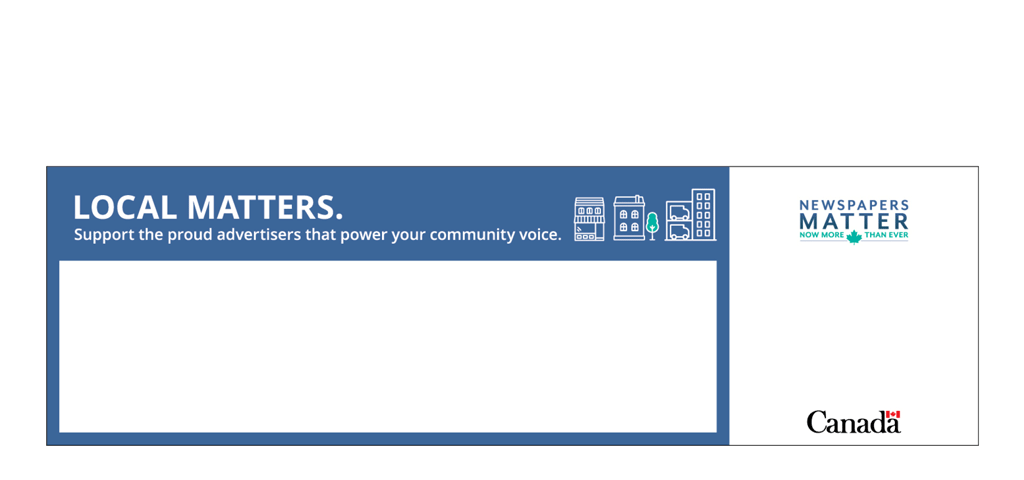 LOCAL MATTERS.
Support the proud advertisers that power your community voice.
NEWSPAPERS
MATTER
NOW MORE THAN EVER
Canada